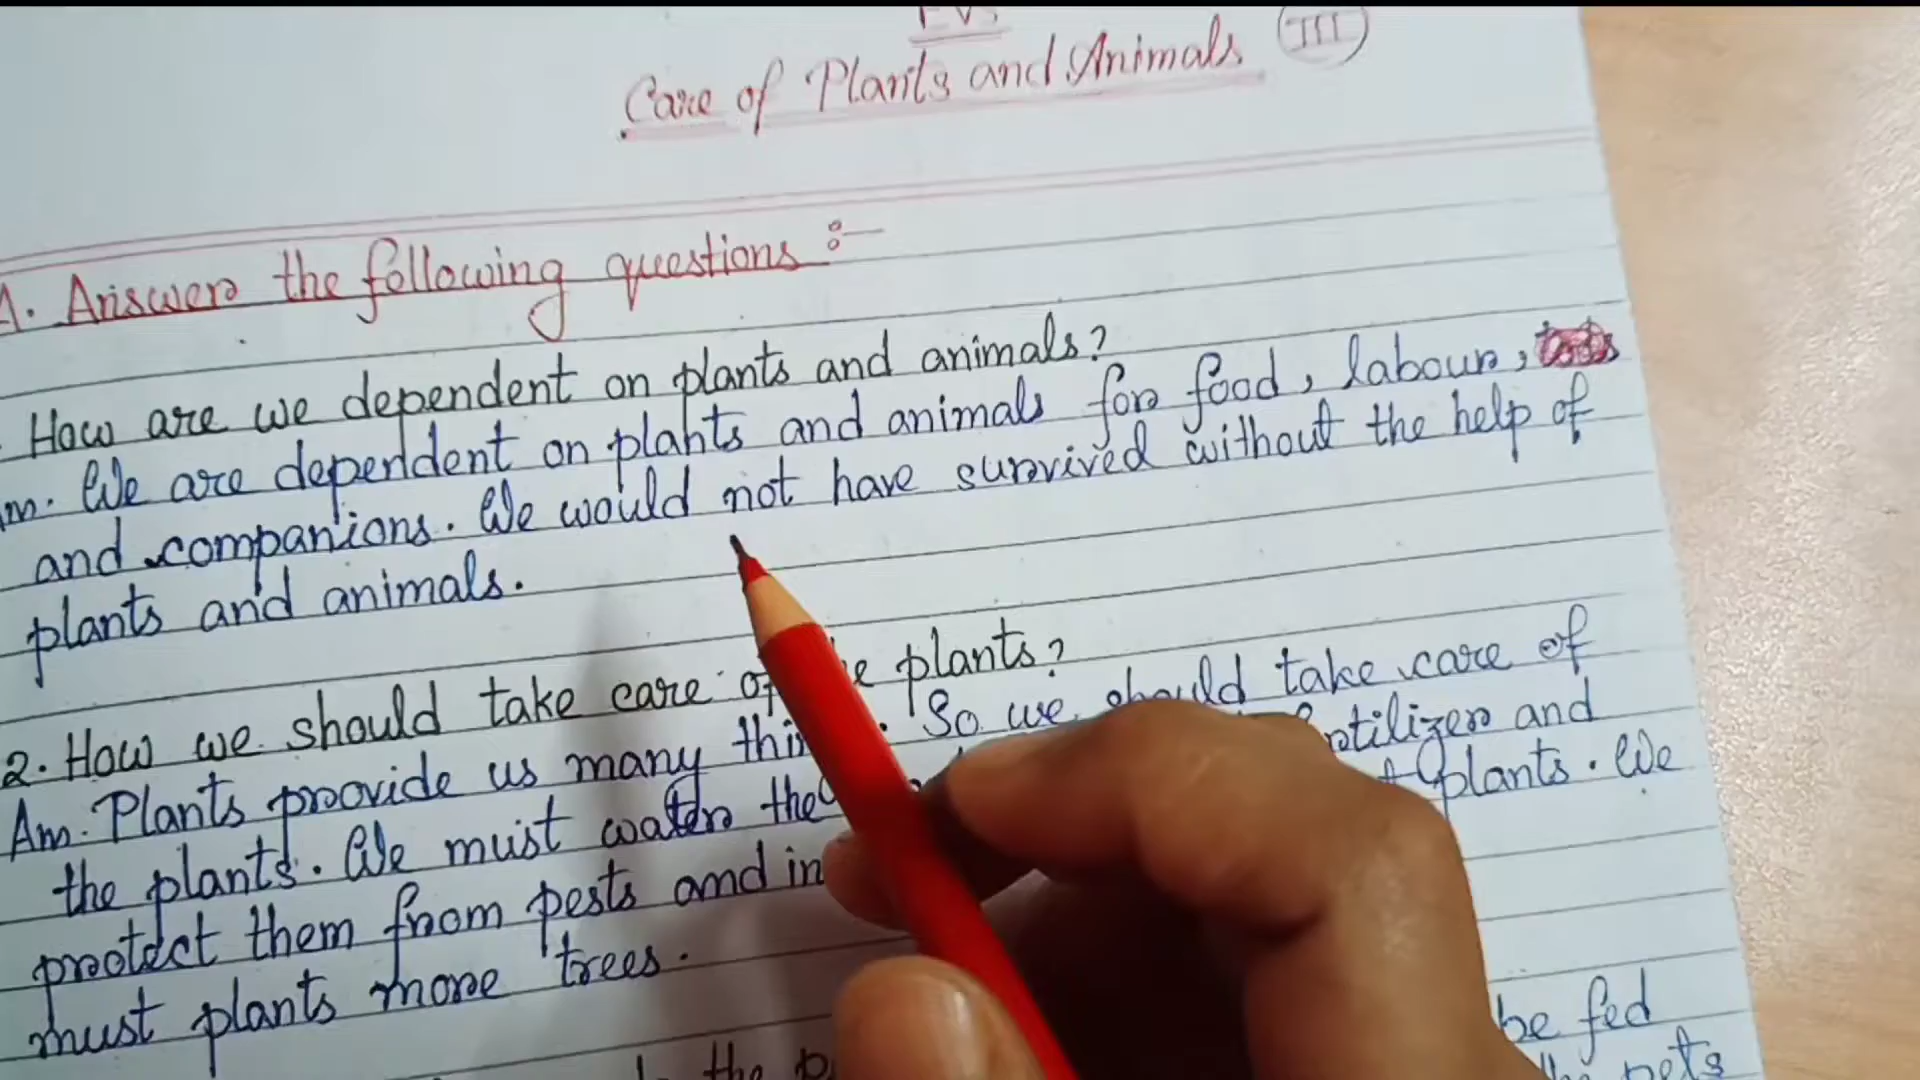 Care of Plants and Animals III
A. Answer the following questions :-
How are we dependent on plants and animals?
We are dependent on plants and animals for food, labour,
and companions. We would not have survived without the help of
plants and animals.
2. How we should take care the plants?
Ans. Plants provide us many So we should take care of
the plants. We must water and
protect them from pests and plants. We
must plants more trees.
be fed
the pets